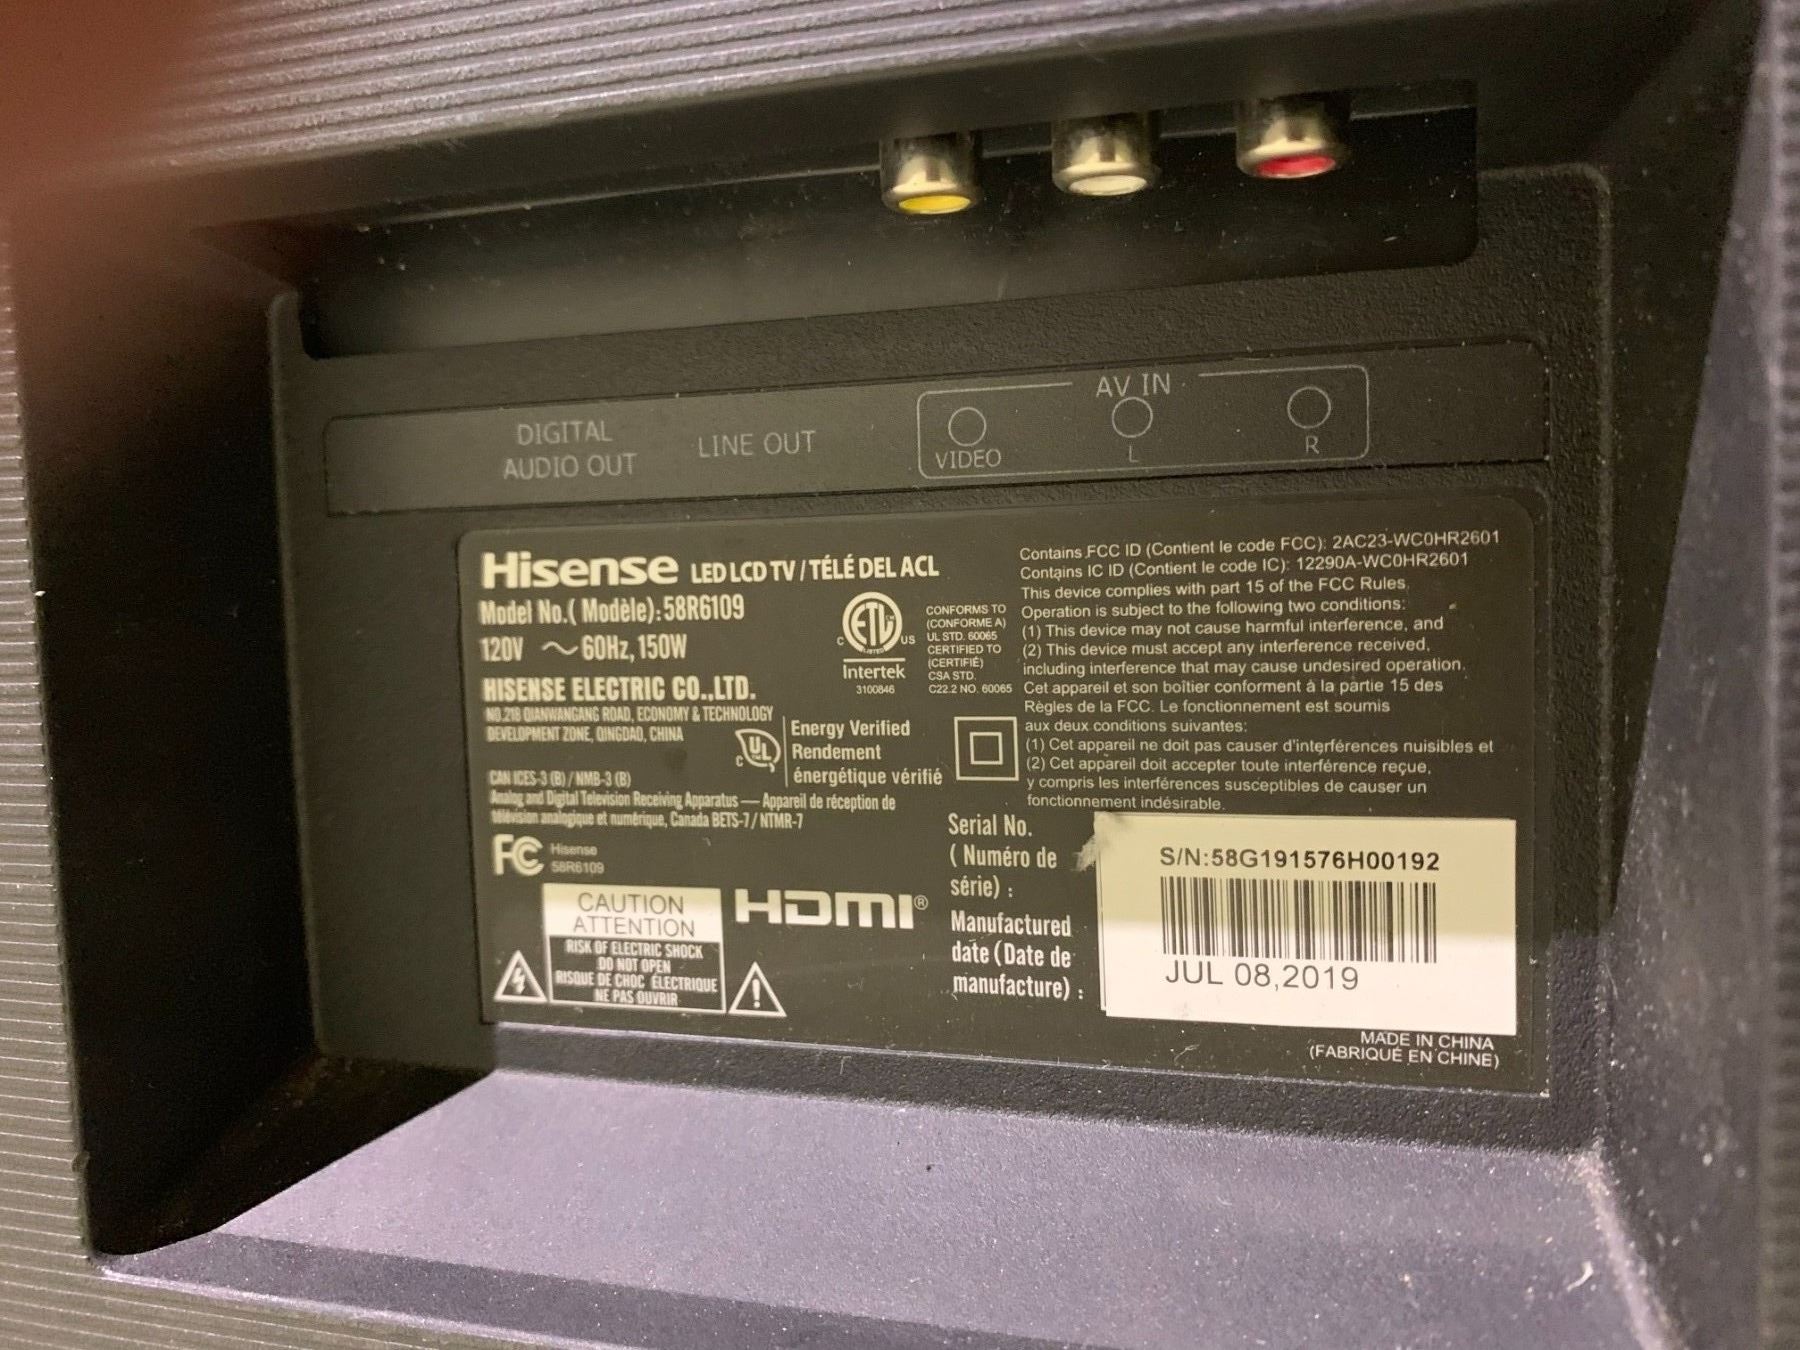 DIGITAL
AUDIO OUT
LINE OUT
AV IN
VIDEO
L
R
Hisense LED LCD TV / TÉLÉ DEL ACL
Model No.( Modèle): 58R6109
120V ～ 60Hz, 150W
HISENSE ELECTRIC CO.,LTD.
NO.218 QIANWANGANG ROAD, ECONOMY & TECHNOLOGY
DEVELOPMENT ZONE, QINGDAO, CHINA
CAN ICES-3 (B) / NMB-3 (B)
Analog and Digital Television Receiving Apparatus — Appareil de réception de
télévision analogique et numérique, Canada BETS-7 / NTMR-7
FC
Hisense
58R6109
CAUTION
ATTENTION
RISK OF ELECTRIC SHOCK
DO NOT OPEN
RISQUE DE CHOC ÉLECTRIQUE
NE PAS OUVRIR
HDMI®
C ETL US
LISTED
Intertek
3100846
CONFORMS TO
(CONFORME A)
UL STD. 60065
CERTIFIED TO
(CERTIFIÉ)
CSA STD.
C22.2 NO. 60065
C UL
Energy Verified
Rendement
énergétique vérifié
Contains FCC ID (Contient le code FCC): 2AC23-WC0HR2601
Contains IC ID (Contient le code IC): 12290A-WC0HR2601
This device complies with part 15 of the FCC Rules.
Operation is subject to the following two conditions:
(1) This device may not cause harmful interference, and
(2) This device must accept any interference received,
including interference that may cause undesired operation.
Cet appareil et son boîtier conforment à la partie 15 des
Règles de la FCC. Le fonctionnement est soumis
aux deux conditions suivantes:
(1) Cet appareil ne doit pas causer d'interférences nuisibles et
(2) Cet appareil doit accepter toute interférence reçue,
y compris les interférences susceptibles de causer un
fonctionnement indésirable.
Serial No.
( Numéro de
série) :
S/N:58G191576H00192
Manufactured
date (Date de
manufacture) :
JUL 08,2019
MADE IN CHINA
(FABRIQUÉ EN CHINE)